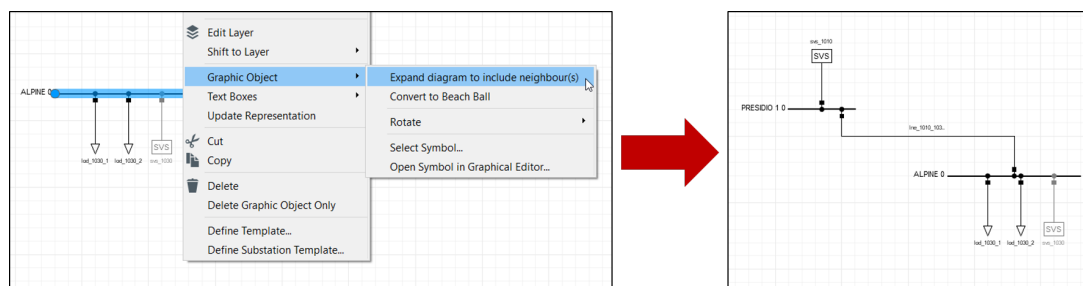 Edit Layer
Shift to Layer
Graphic Object
Text Boxes
Update Representation
Cut
Copy
Delete
Delete Graphic Object Only
Define Template...
Define Substation Template...
Expand diagram to include neighbour(s)
Convert to Beach Ball
Rotate
Select Symbol...
Open Symbol in Graphical Editor...
ALPINE 0
SVS
lod_1030_1 lod_1030_2 svs_1030
svs_1010
SVS
PRESIDIO 1 0
lne_1010_103..
ALPINE 0
SVS
lod_1030_1 lod_1030_2 svs_1030